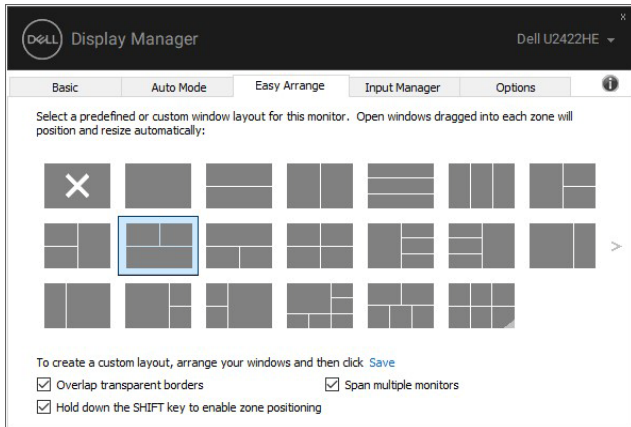 x
DELL Display Manager Dell U2422HE
Basic Auto Mode Easy Arrange Input Manager Options i
Select a predefined or custom window layout for this monitor. Open windows dragged into each zone will
position and resize automatically:
>
To create a custom layout, arrange your windows and then click Save
Overlap transparent borders Span multiple monitors
Hold down the SHIFT key to enable zone positioning